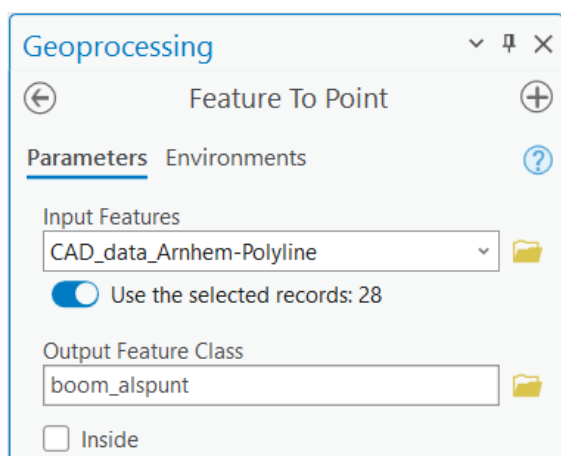 Geoprocessing
Feature To Point
Parameters Environments
Input Features
CAD_data_Arnhem-Polyline
Use the selected records: 28
Output Feature Class
boom_alspunt
Inside